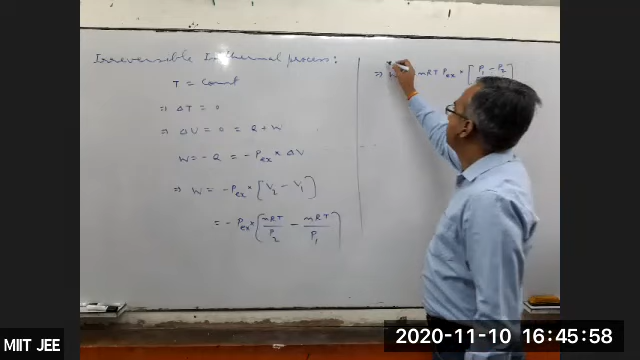 Irreversible Isothermal process:
T = Const
⇒ ΔT = 0
⇒ ΔU = 0 = Q + W
W = -Q = -Pex × ΔV
⇒ W = -Pex × [V2 - V1]
= -Pex × [nRT/P2 - nRT/P1]
⇒ nRT Pex × [P1 - P2]
MIIT JEE
2020-11-10 16:45:58